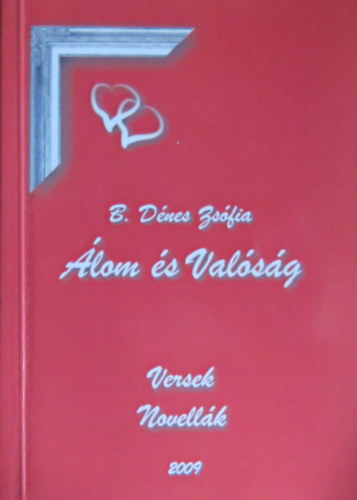 B. Dénes Zsófia
Álom és Valóság
Versek
Novellák
2009